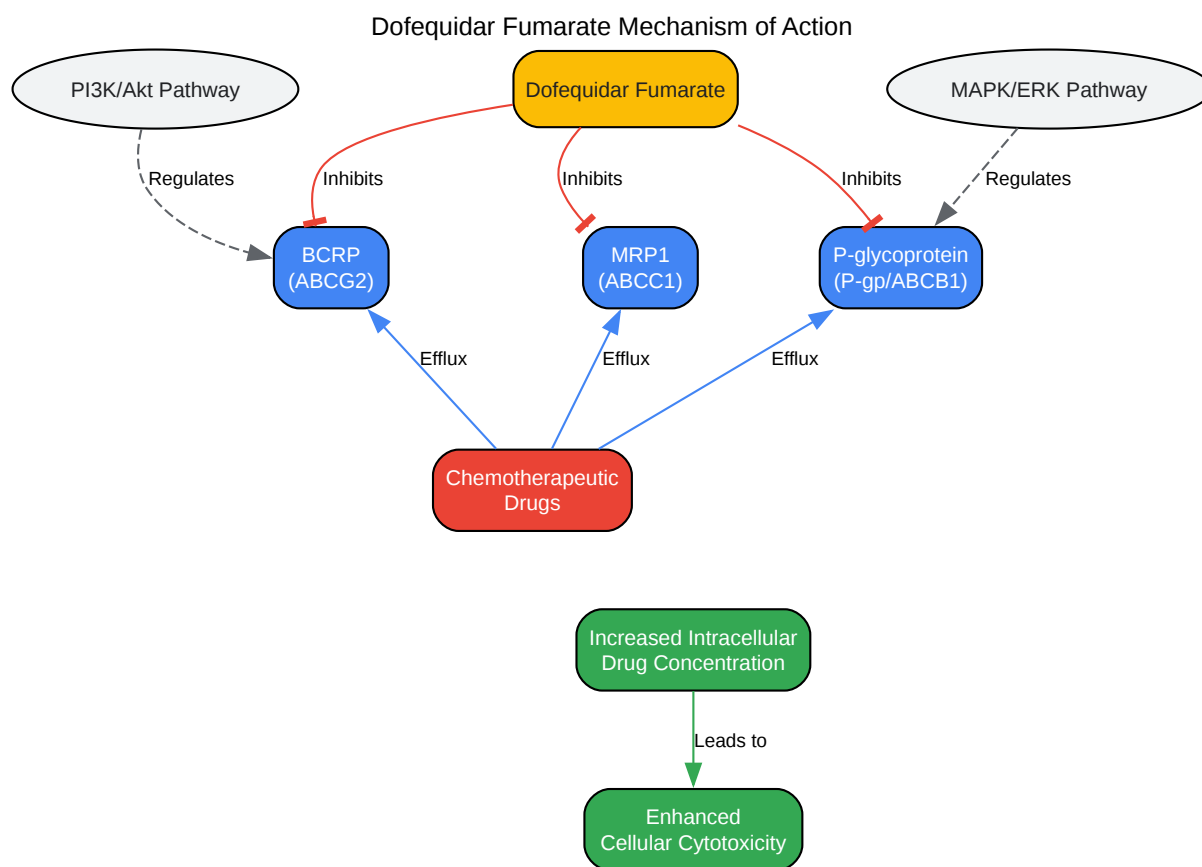 Dofequidar Fumarate Mechanism of Action
PI3K/Akt Pathway
Dofequidar Fumarate
MAPK/ERK Pathway
Regulates
Inhibits
Inhibits
Inhibits
Regulates
BCRP
(ABCG2)
MRP1
(ABCC1)
P-glycoprotein
(P-gp/ABCB1)
Efflux
Efflux
Efflux
Chemotherapeutic
Drugs
Increased Intracellular
Drug Concentration
Leads to
Enhanced
Cellular Cytotoxicity